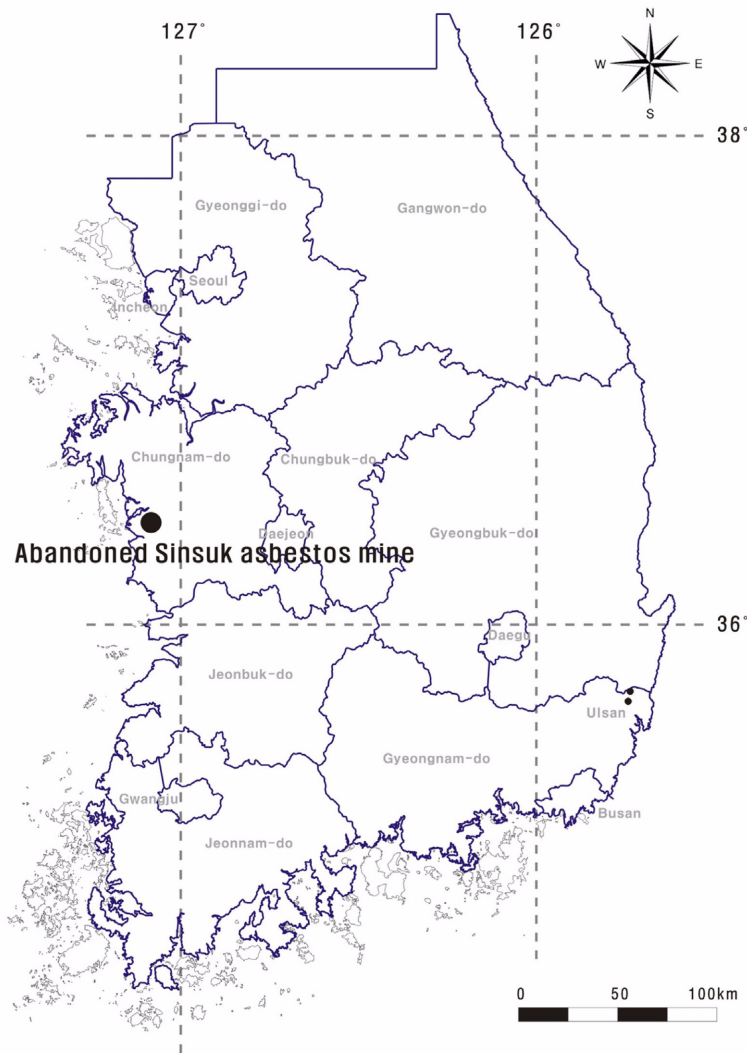 127°
126°
N
W
E
S
38°
Gyeonggi-do
Gangwon-do
Seoul
Incheon
Chungnam-do
Chungbuk-do
Daejeon
Gyeongbuk-do
Abandoned Sinsuk asbestos mine
36°
Daegu
Jeonbuk-do
Ulsan
Gyeongnam-do
Gwangju
Busan
Jeonnam-do
0 50 100km